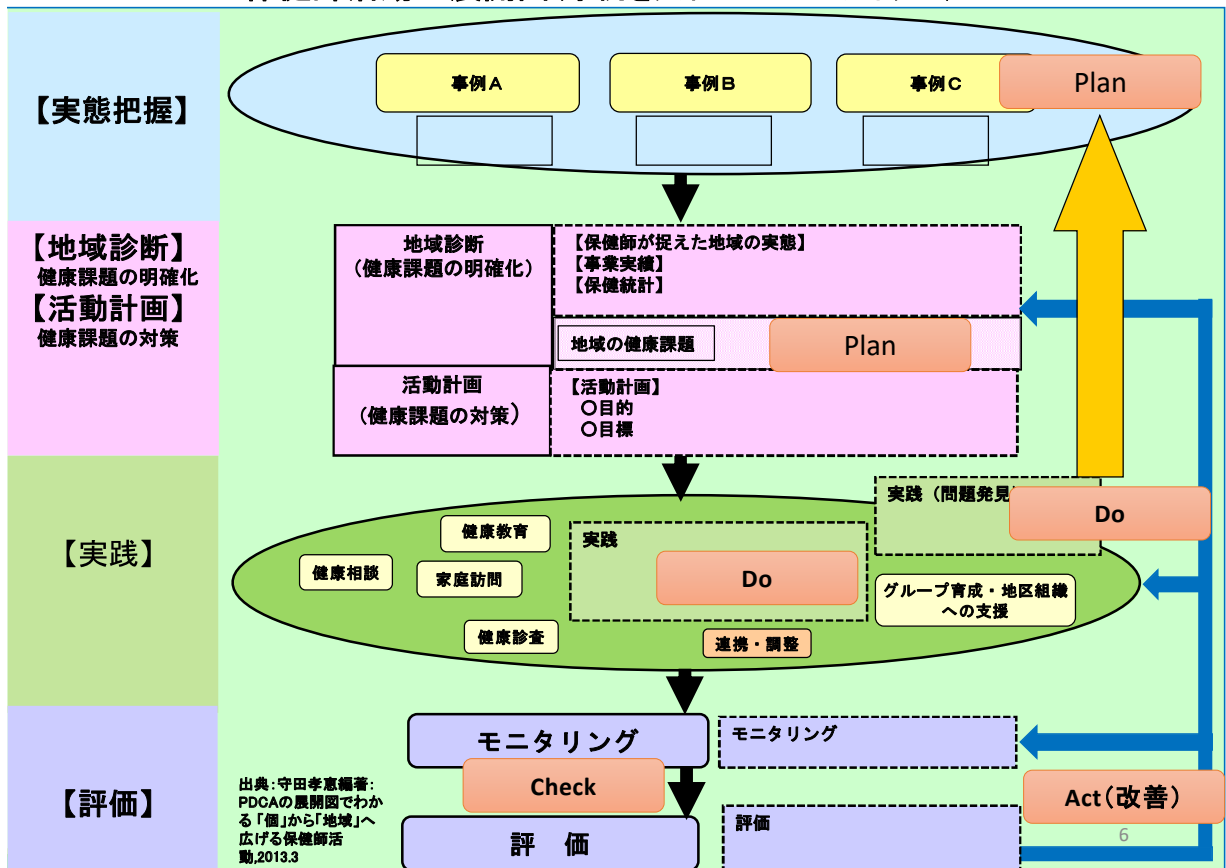 事例A
事例B
事例C
Plan
【実態把握】
【地域診断】
健康課題の明確化
【活動計画】
健康課題の対策
地域診断
(健康課題の明確化)
【保健師が捉えた地域の実態】
【事業実績】
【保健統計】
地域の健康課題
Plan
活動計画
(健康課題の対策)
【活動計画】
○目的
○目標
【実践】
実践(問題発見
Do
健康教育
実践
健康相談
家庭訪問
Do
グループ育成・地区組織
への支援
健康診査
連携・調整
【評価】
モニタリング
モニタリング
Check
Act(改善)
出典:守田孝恵編著:
PDCAの展開図でわか
る「個」から「地域」へ
広げる保健師活
動,2013.3
評 価
評価
6